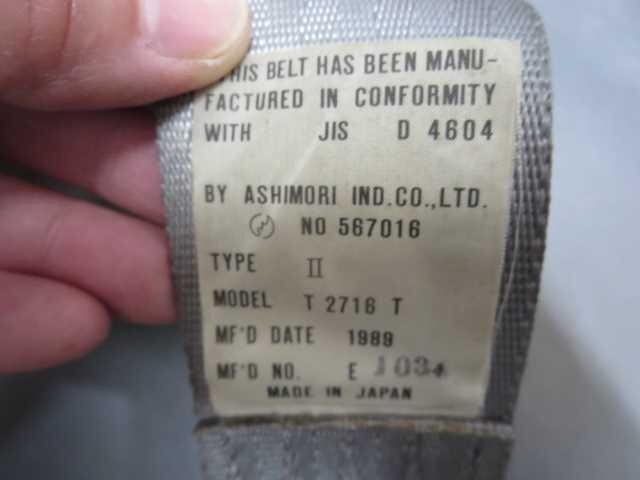 THIS BELT HAS BEEN MANU-
FACTURED IN CONFORMITY
WITH JIS D 4604
BY ASHIMORI IND.CO.,LTD.
NO 567016
TYPE II
MODEL T 2716 T
MF'D DATE 1989
MF'D NO. E 1034
MADE IN JAPAN